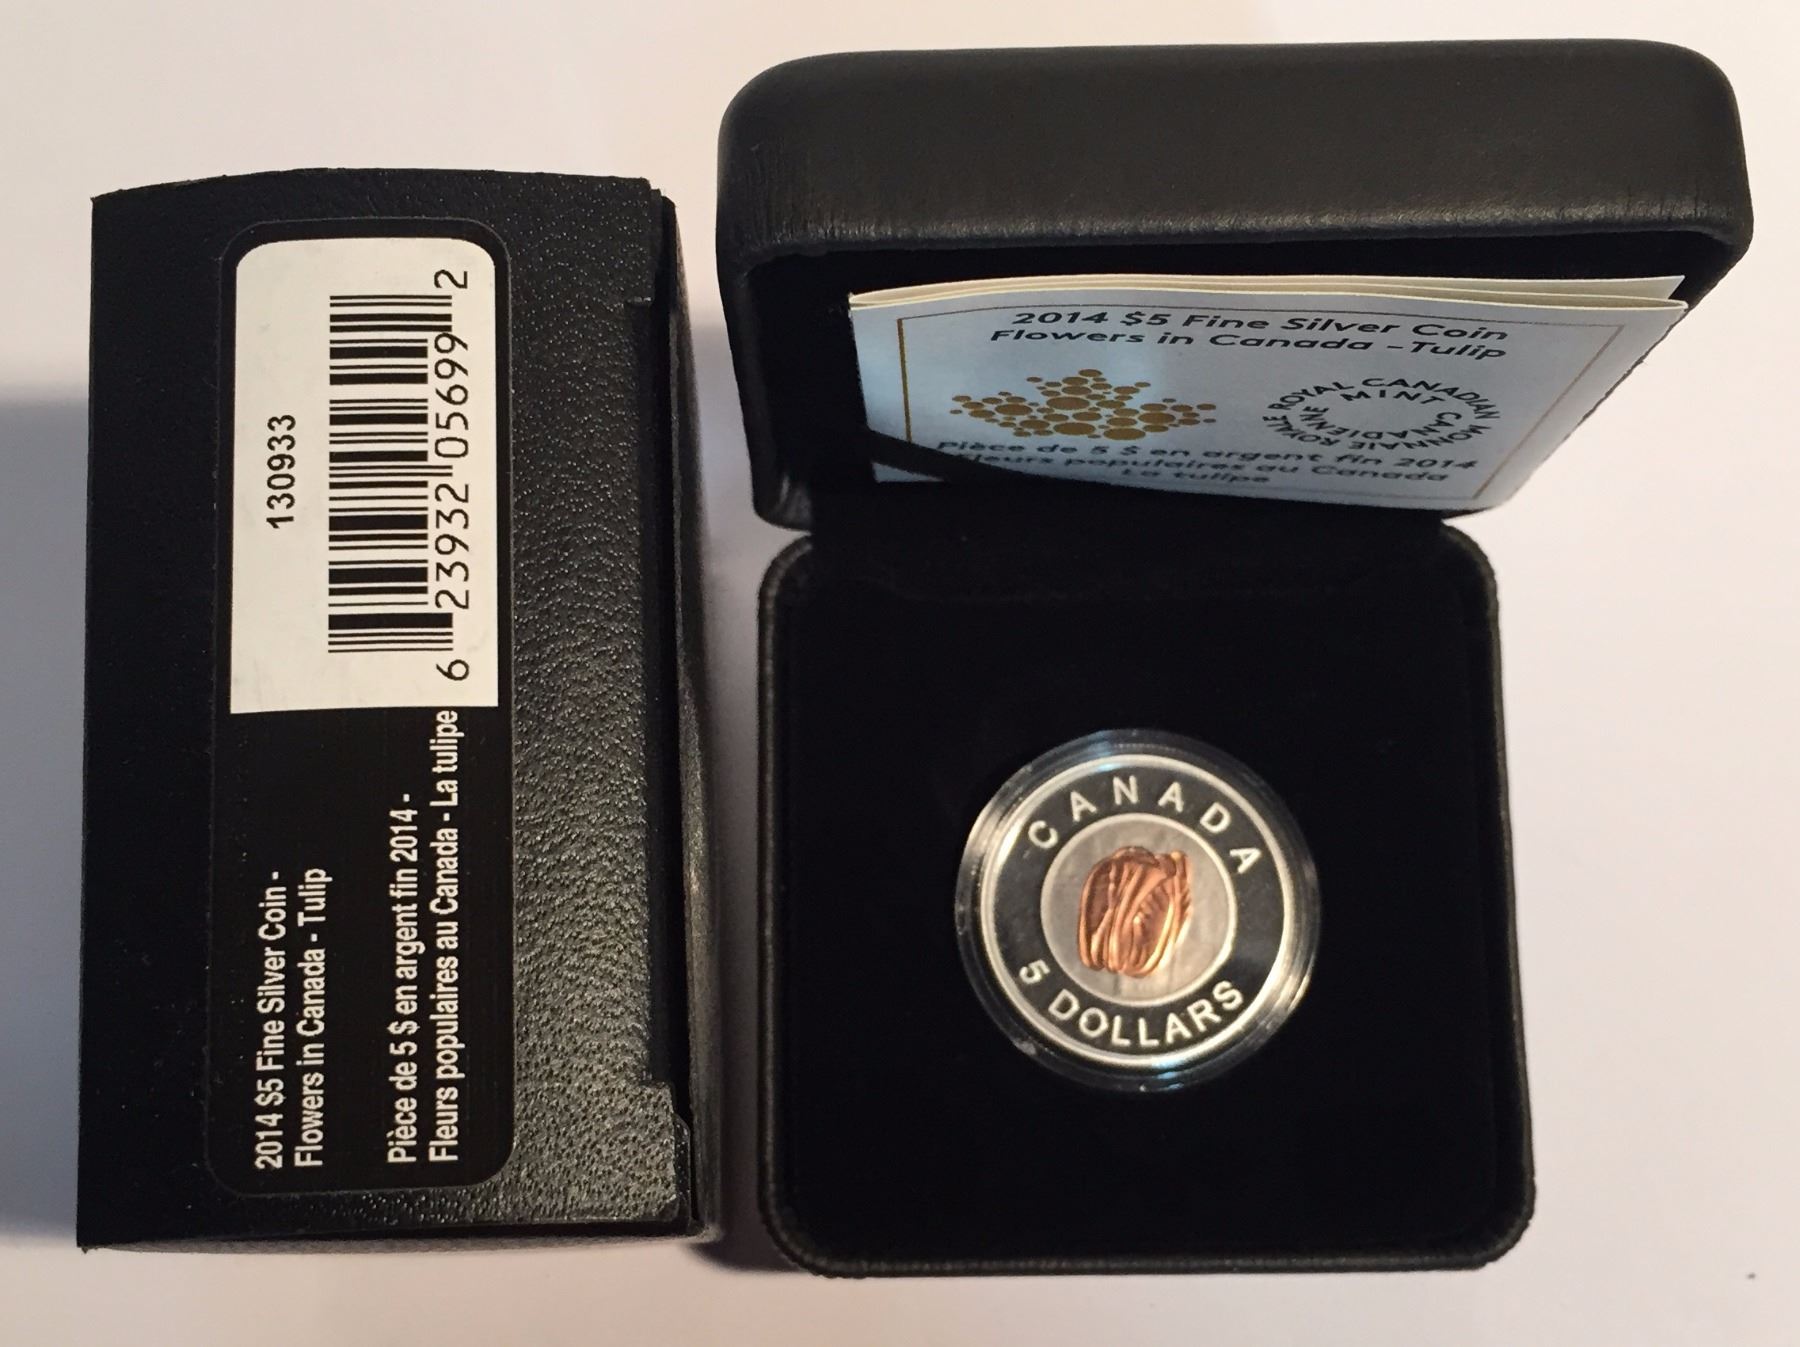 130933
6 23932 05699 2
2014 $5 Fine Silver Coin -
Flowers in Canada - Tulip
Pièce de 5 $ en argent fin 2014 -
Fleurs populaires au Canada - La tulipe
2014 $5 Fine Silver Coin
Flowers in Canada - Tulip
ROYAL CANADIAN MINT
MONNAIE ROYALE CANADIENNE
Pièce de 5 $ en argent fin 2014
Fleurs populaires au Canada
La tulipe
CANADA
5 DOLLARS